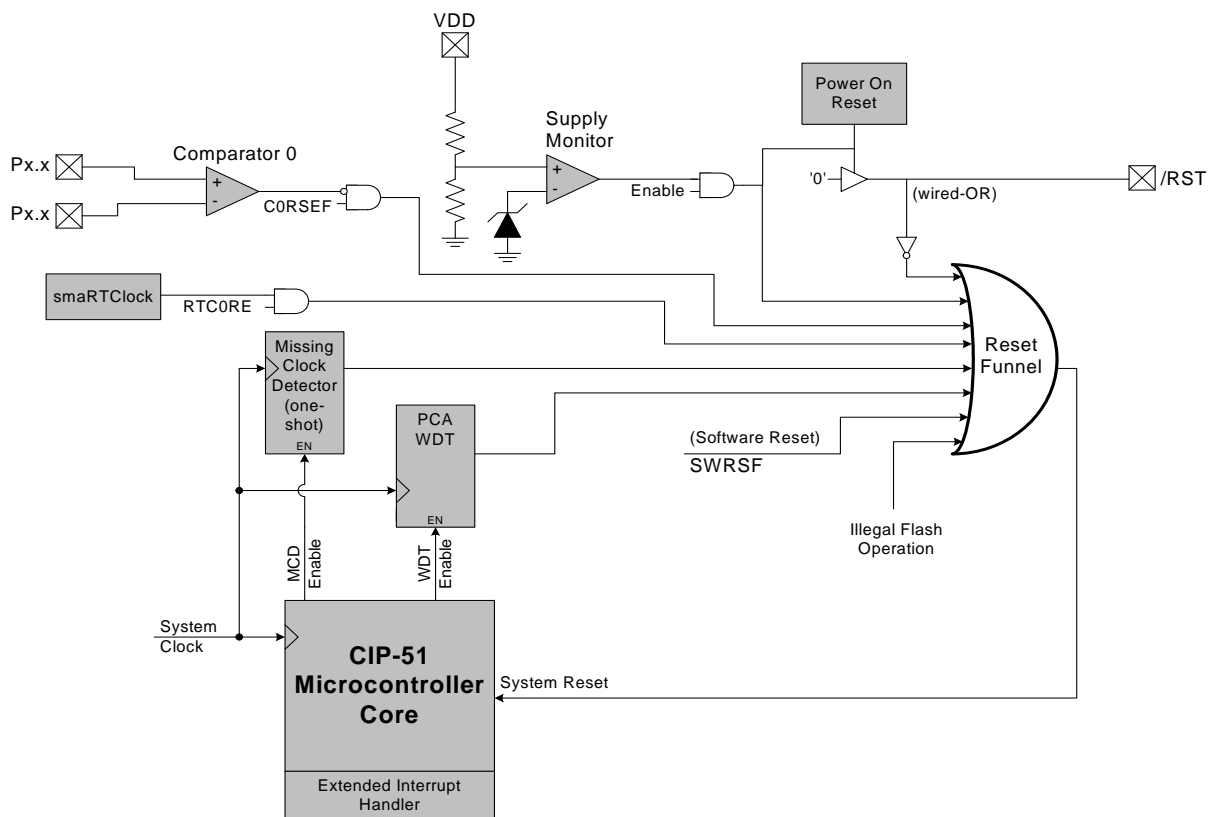 VDD
Power On
Reset
Supply
Monitor
Comparator 0
Px.x
Px.x
+
-
+
-
C0RSEF
Enable
'0'
/RST
(wired-OR)
smaRTClock
RTC0RE
Missing
Clock
Detector
(one-
shot)
EN
Reset
Funnel
PCA
WDT
EN
(Software Reset)
SWRSF
Illegal Flash
Operation
MCD
Enable
WDT
Enable
System
Clock
CIP-51
Microcontroller
Core
System Reset
Extended Interrupt
Handler